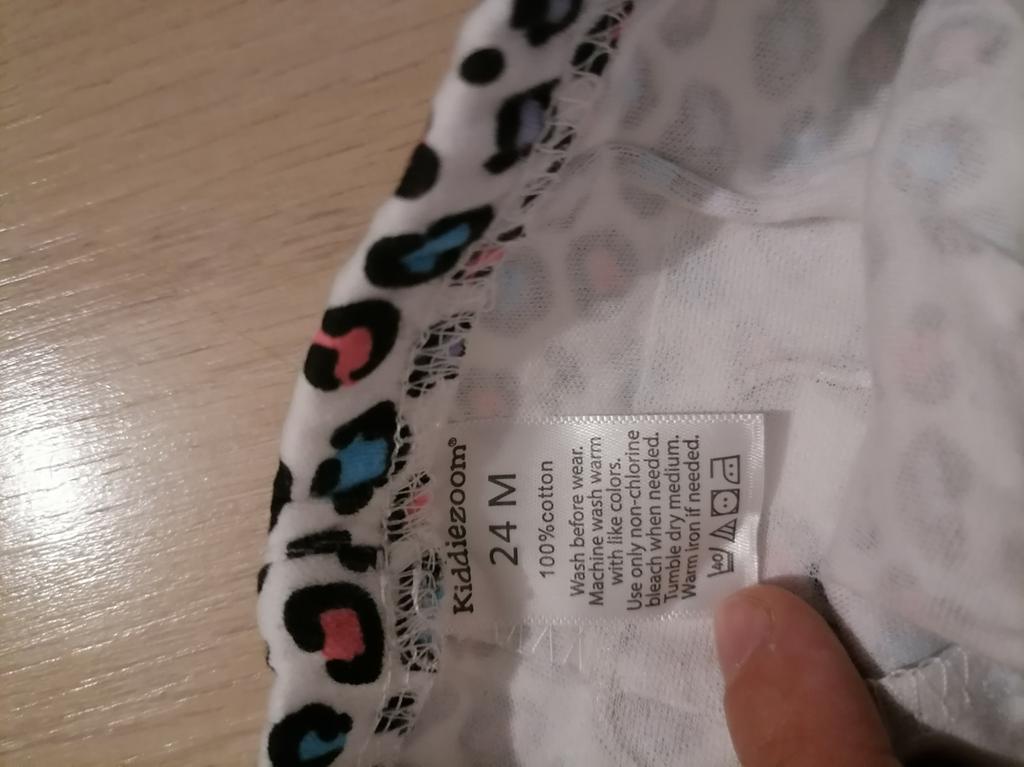 Kiddiezoom®
24 M
100%cotton
Wash before wear.
Machine wash warm
with like colors.
Use only non-chlorine
bleach when needed.
Tumble dry medium.
Warm iron if needed.
40